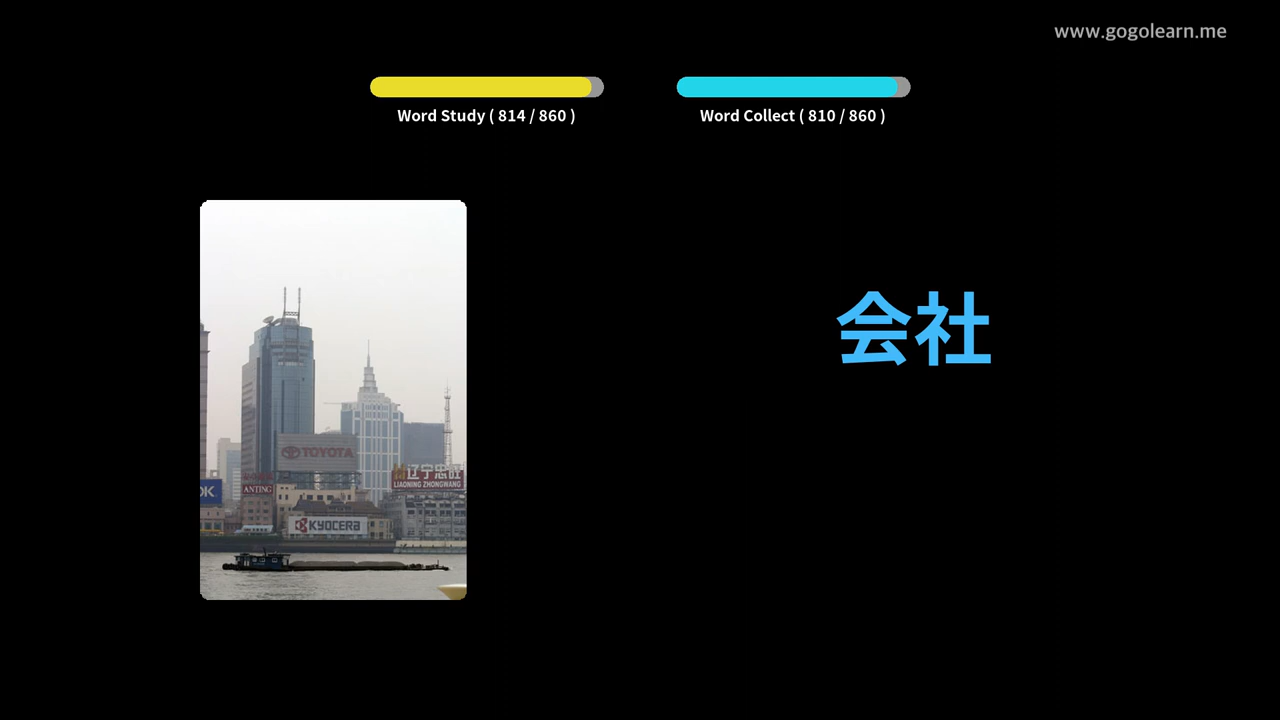 www.gogolearn.me
Word Study ( 814 / 860 )
Word Collect ( 810 / 860 )
会社
TOYOTA
辽宁忠旺
LIAONING ZHONGWANG
OK
ANTING
KYOCERA